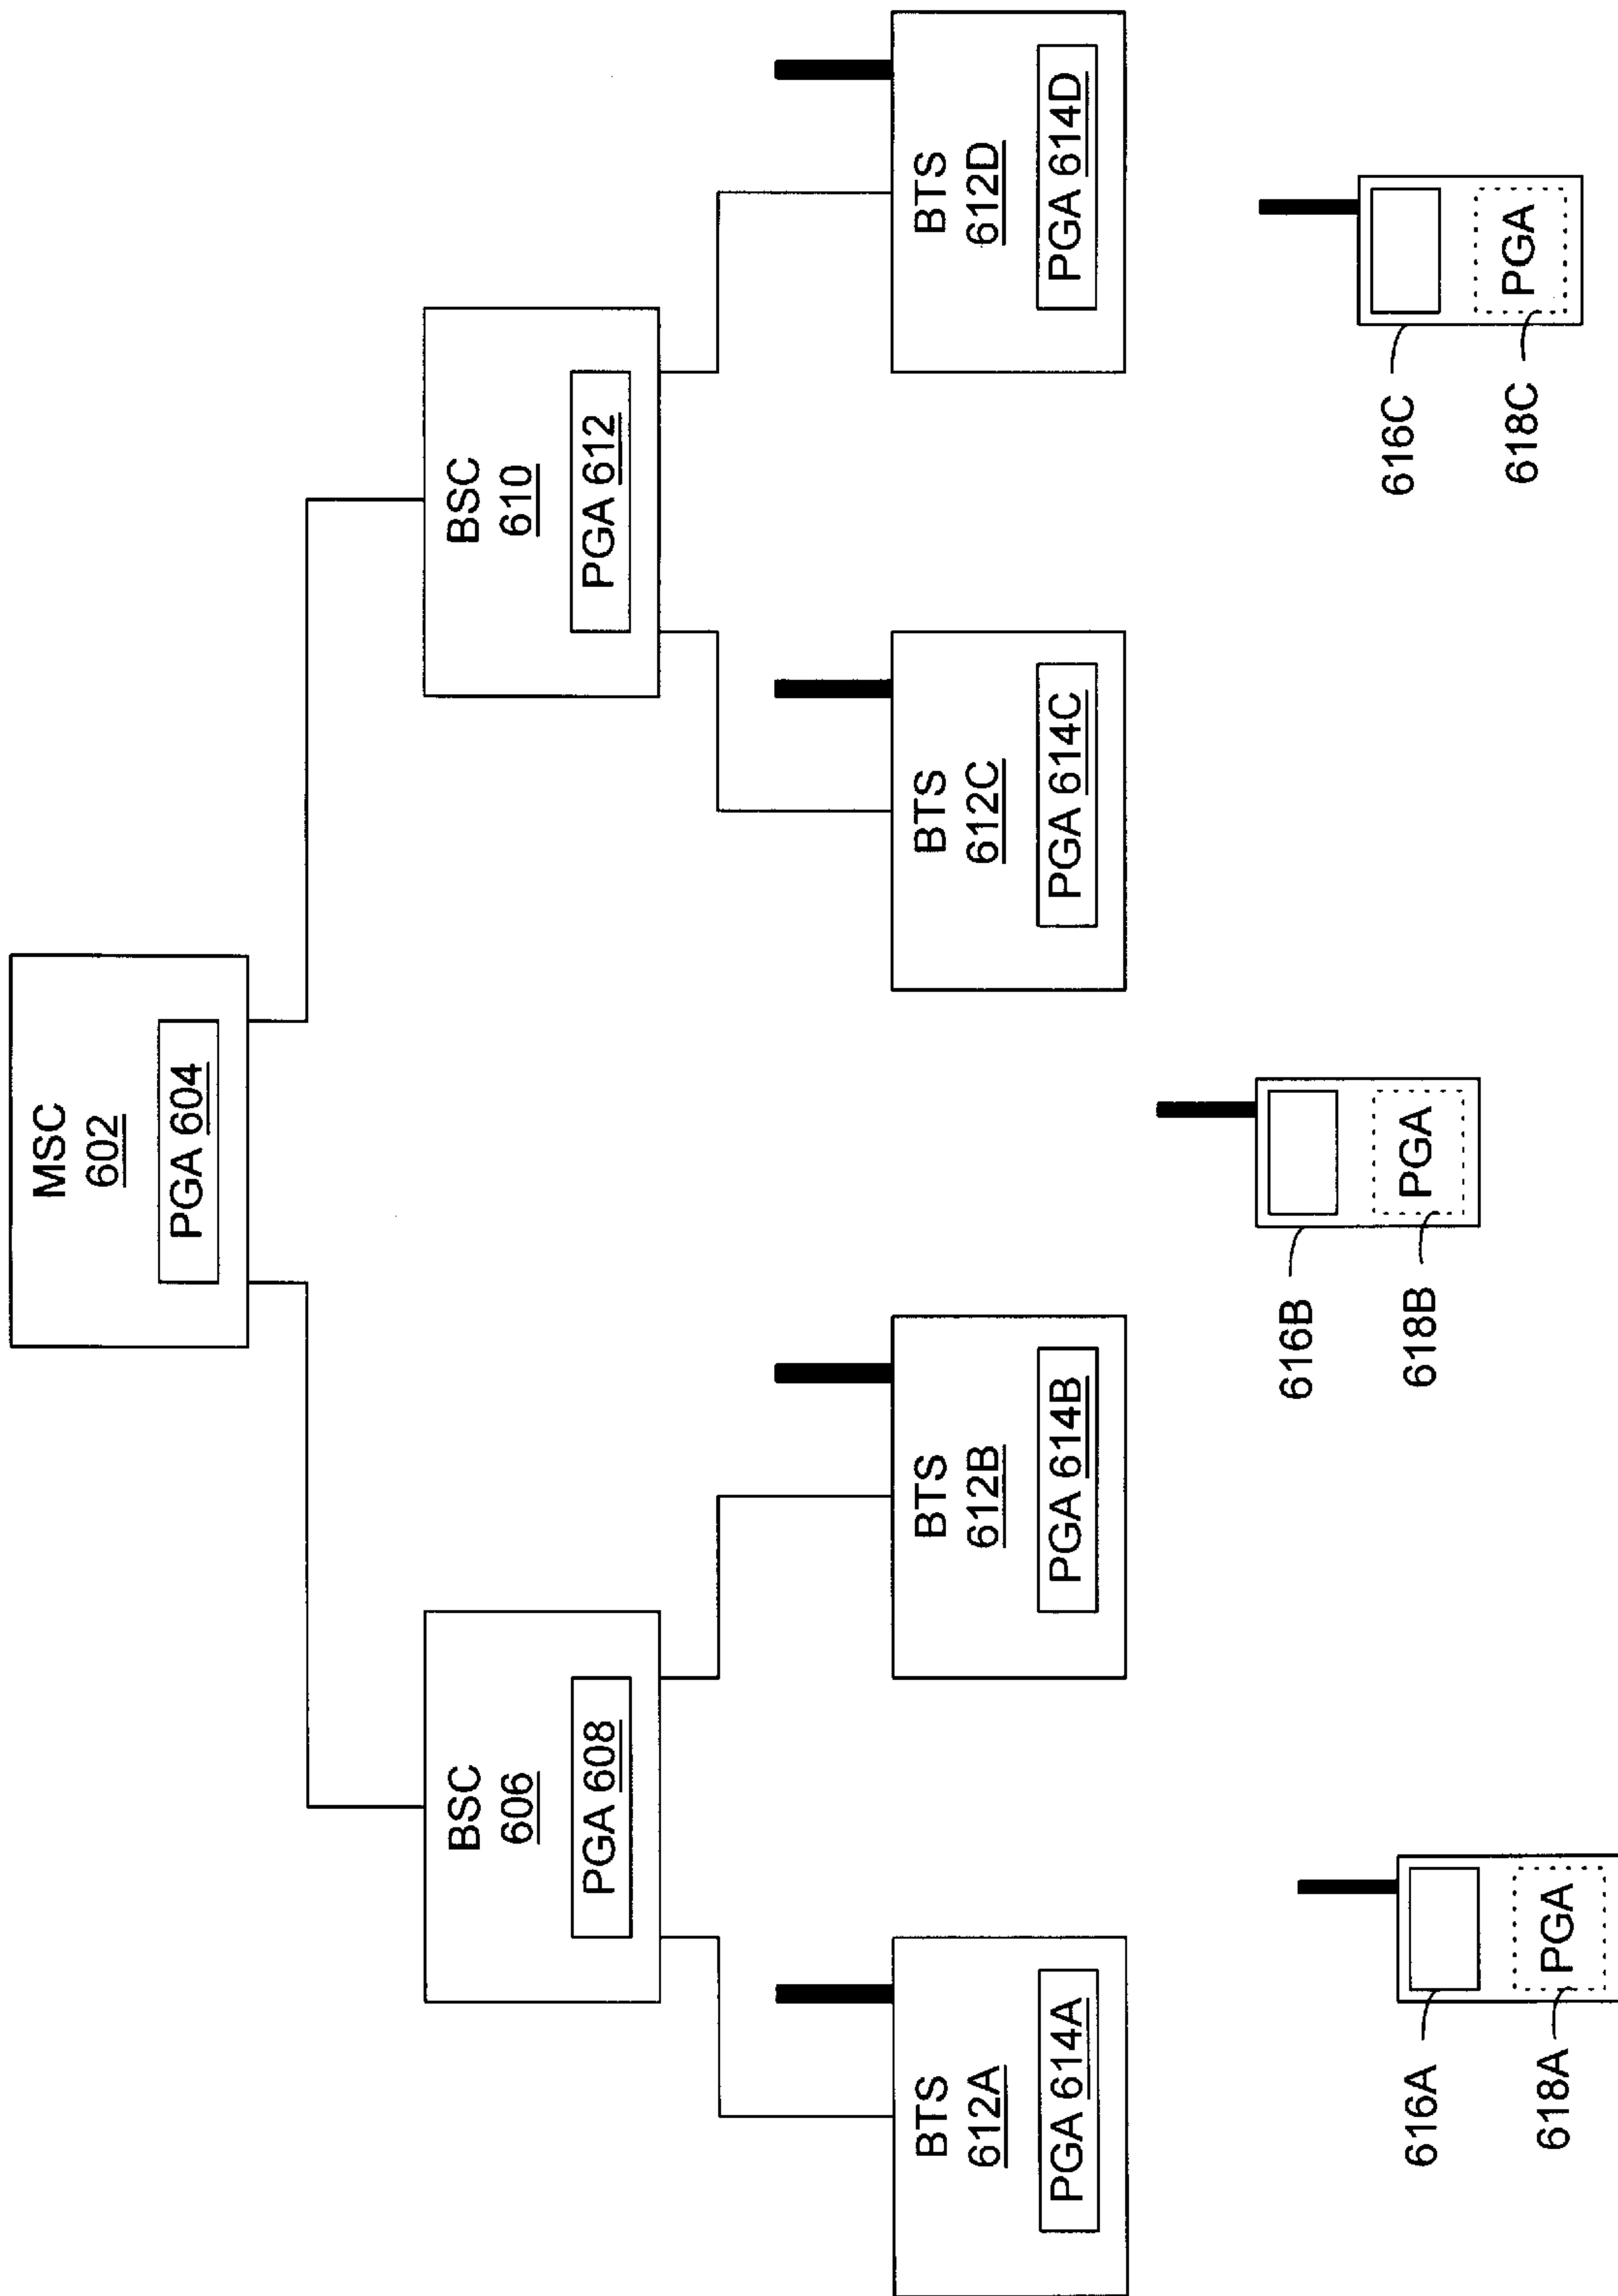 MSC
602
PGA 604
BSC
606
PGA 608
BSC
610
PGA 612
BTS
612A
PGA 614A
BTS
612B
PGA 614B
BTS
612C
PGA 614C
BTS
612D
PGA 614D
616A
618A
PGA
616B
618B
PGA
616C
618C
PGA